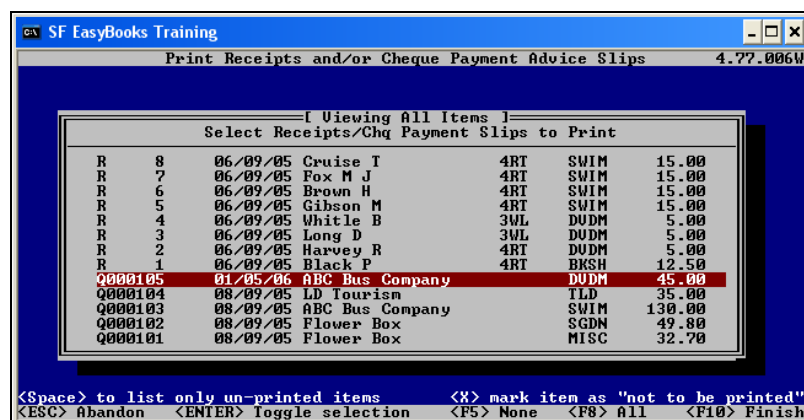 SF EasyBooks Training
Print Receipts and/or Cheque Payment Advice Slips 4.77.006W
[ Viewing All Items ]
Select Receipts/Chq Payment Slips to Print
R 8 06/09/05 Cruise T 4RT SWIM 15.00
R 7 06/09/05 Fox M J 4RT SWIM 15.00
R 6 06/09/05 Brown H 4RT SWIM 15.00
R 5 06/09/05 Gibson M 4RT SWIM 15.00
R 4 06/09/05 Whitle B 3WL DVDM 5.00
R 3 06/09/05 Long D 3WL DVDM 5.00
R 2 06/09/05 Harvey R 4RT DVDM 5.00
R 1 06/09/05 Black P 4RT BKSH 12.50
Q000105 01/05/06 ABC Bus Company DVDM 45.00
Q000104 08/09/05 LD Tourism TLD 35.00
Q000103 08/09/05 ABC Bus Company SWIM 130.00
Q000102 08/09/05 Flower Box SGDN 49.80
Q000101 08/09/05 Flower Box MISC 32.70
<Space> to list only un-printed items <X> mark item as "not to be printed"
<ESC> Abandon <ENTER> Toggle selection <F5> None <F8> All <F10> Finish